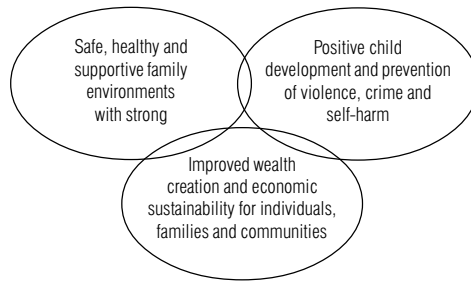 Safe, healthy and
supportive family
environments
with strong
Positive child
development and prevention
of violence, crime and
self-harm
Improved wealth
creation and economic
sustainability for individuals,
families and communities